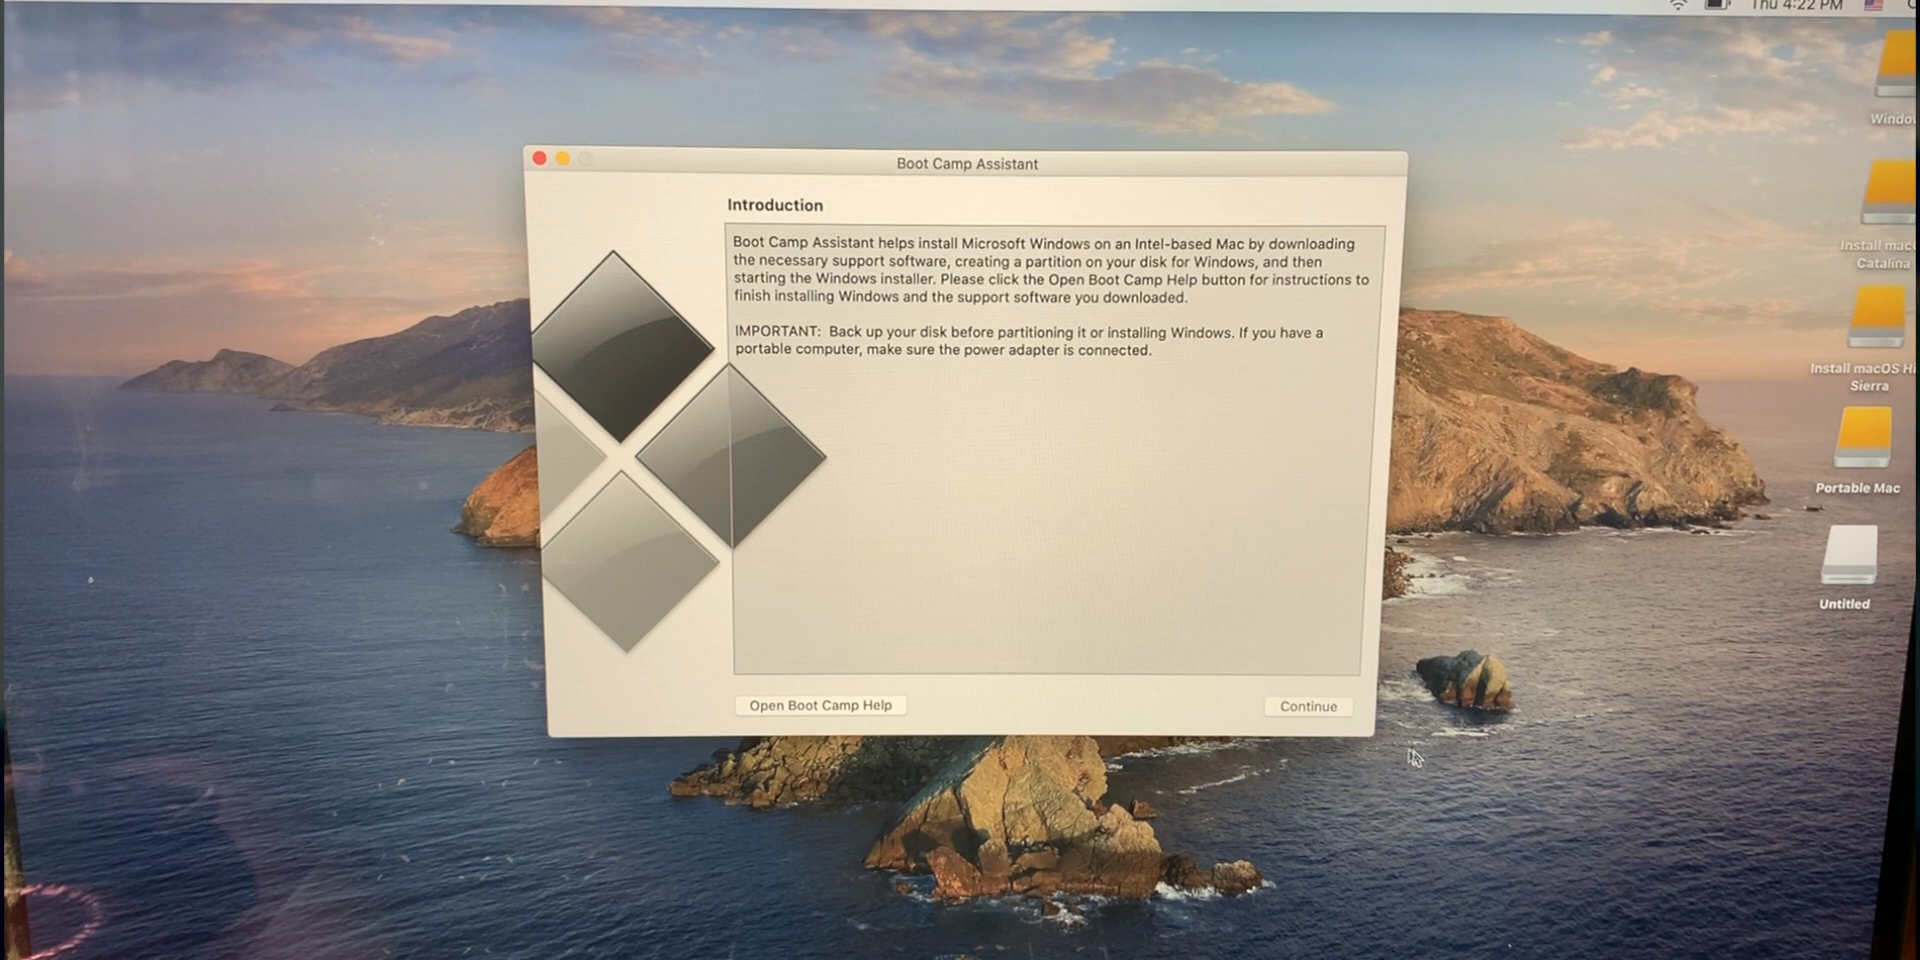 Thu 4:22 PM
Boot Camp Assistant
Introduction
Boot Camp Assistant helps install Microsoft Windows on an Intel-based Mac by downloading
the necessary support software, creating a partition on your disk for Windows, and then
starting the Windows installer. Please click the Open Boot Camp Help button for instructions to
finish installing Windows and the support software you downloaded.
IMPORTANT:  Back up your disk before partitioning it or installing Windows. If you have a
portable computer, make sure the power adapter is connected.
Open Boot Camp Help
Continue
Install
Catalina
Install macOS
Sierra
Portable Mac
Untitled